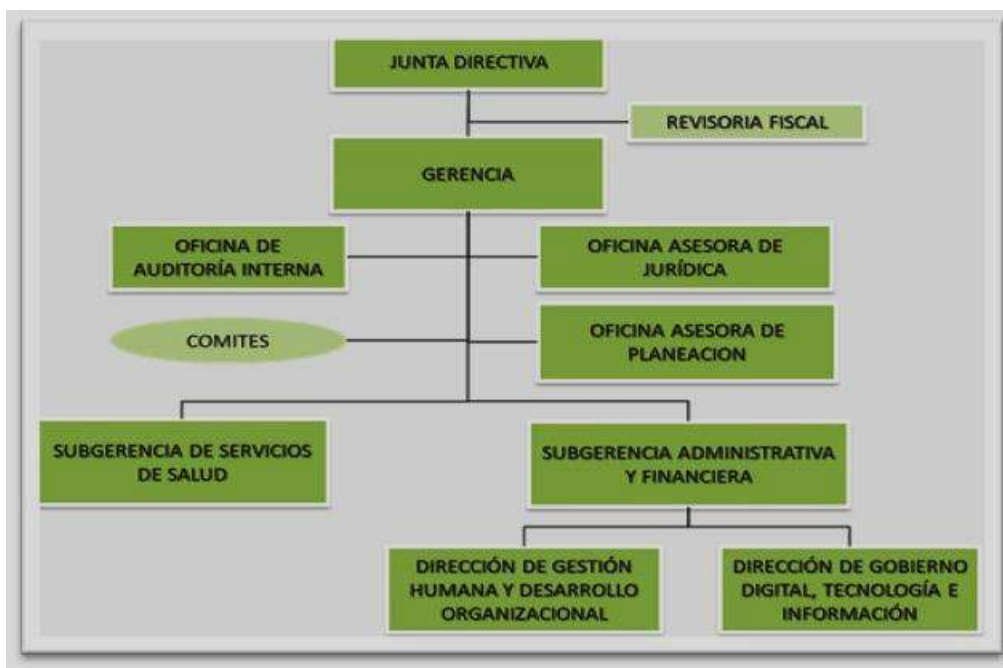 JUNTA DIRECTIVA
REVISORIA FISCAL
GERENCIA
OFICINA DE
AUDITORÍA INTERNA
OFICINA ASESORA DE
JURÍDICA
COMITES
OFICINA ASESORA DE
PLANEACION
SUBGERENCIA DE SERVICIOS
DE SALUD
SUBGERENCIA ADMINISTRATIVA
Y FINANCIERA
DIRECCIÓN DE GESTIÓN
HUMANA Y DESARROLLO
ORGANIZACIONAL
DIRECCIÓN DE GOBIERNO
DIGITAL, TECNOLOGÍA E
INFORMACIÓN